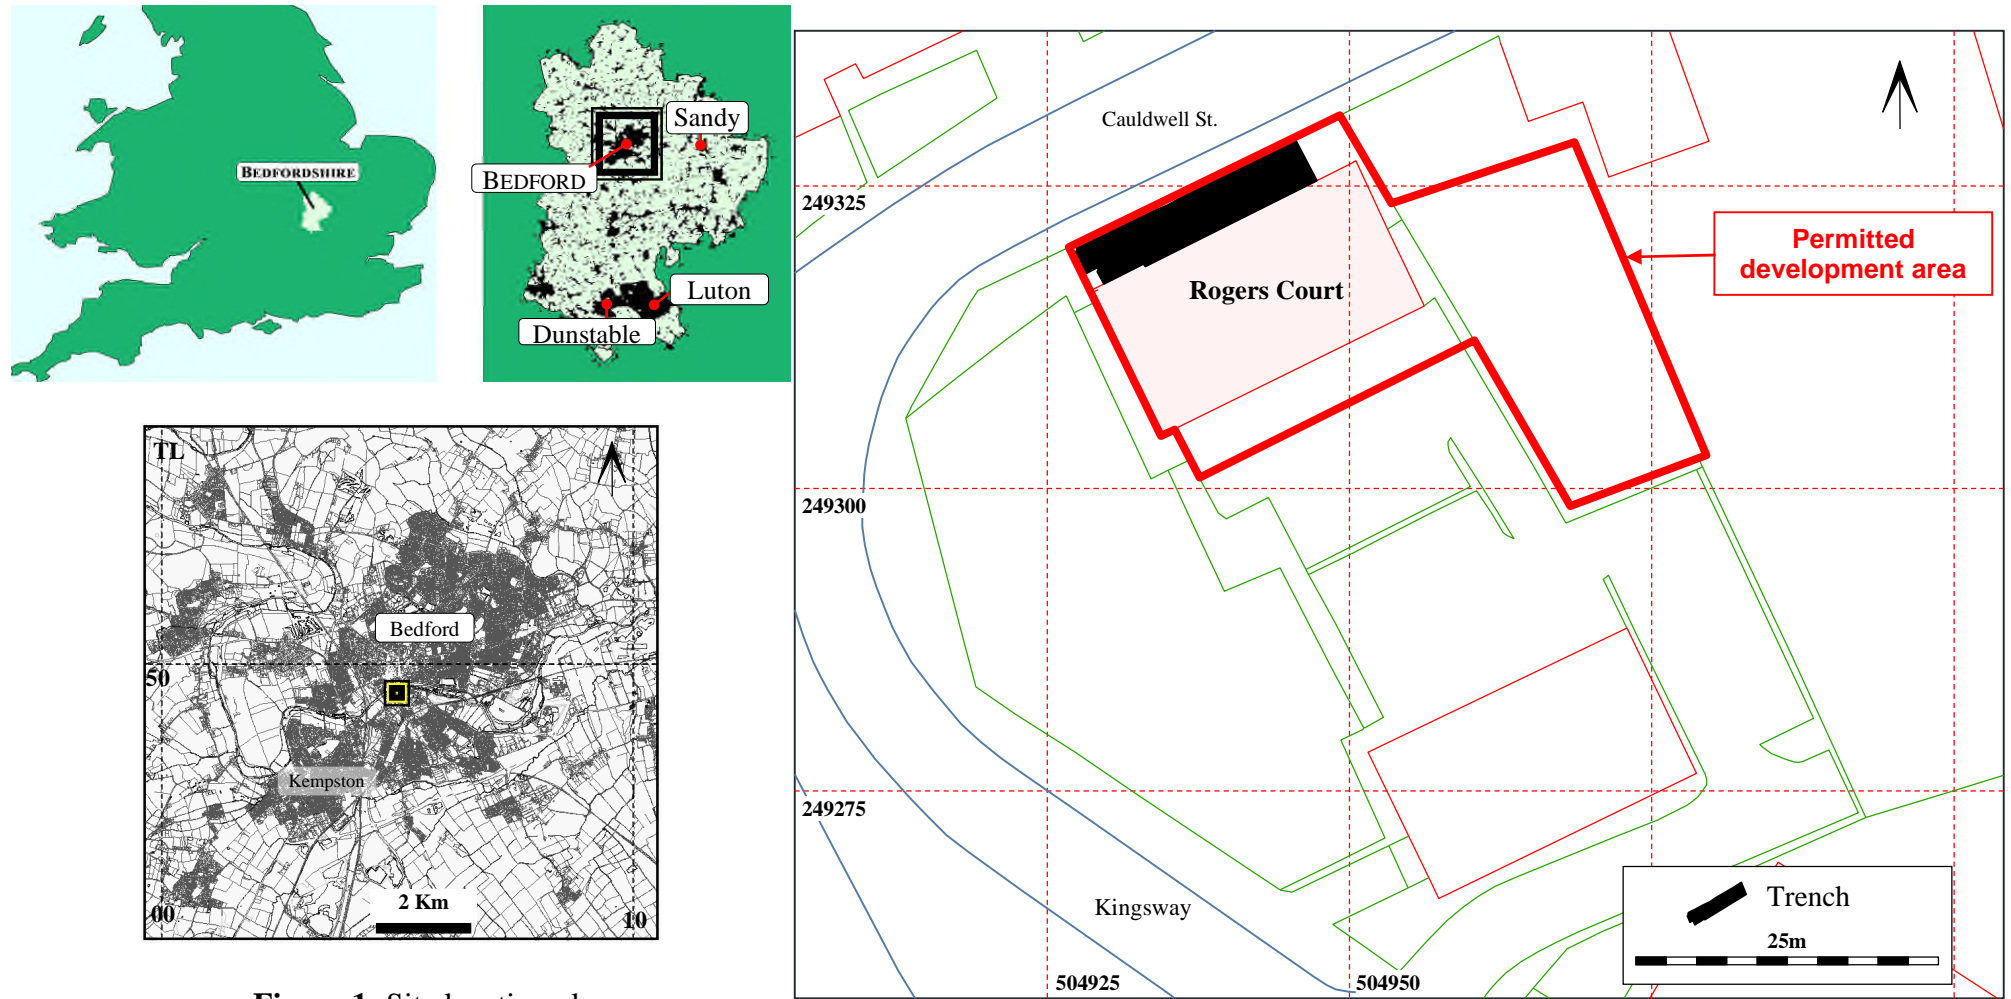 BEDFORDSHIRE
Sandy
BEDFORD
Luton
Dunstable
TL
Bedford
50
Kempston
2 Km
00
10
Cauldwell St.
249325
Permitted
development area
Rogers Court
249300
249275
Kingsway
Trench
25m
504925
504950